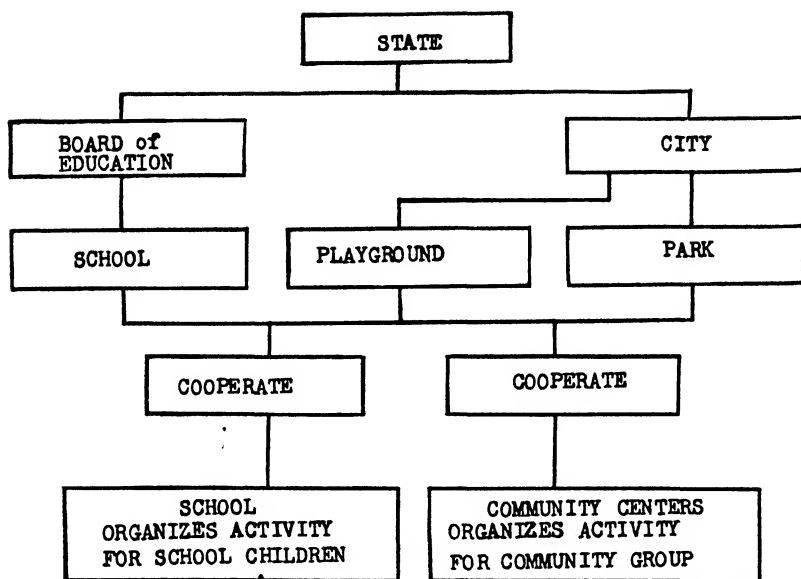 STATE
BOARD of
EDUCATION
CITY
SCHOOL
PLAYGROUND
PARK
COOPERATE
COOPERATE
SCHOOL
ORGANIZES ACTIVITY
FOR SCHOOL CHILDREN
COMMUNITY CENTERS
ORGANIZES ACTIVITY
FOR COMMUNITY GROUP